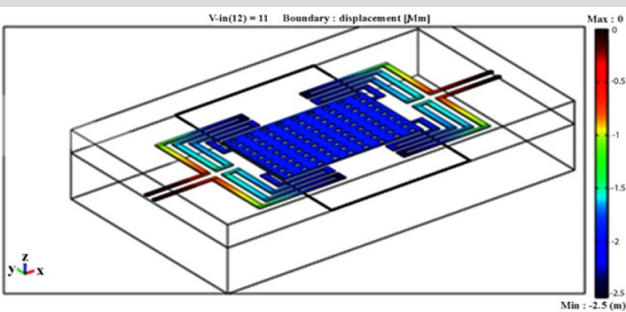 V-in(12) = 11 Boundary : displacement [µm] Max : 0
0
-0.5
-1
-1.5
-2
-2.5
z
y x
Min : -2.5 (m)